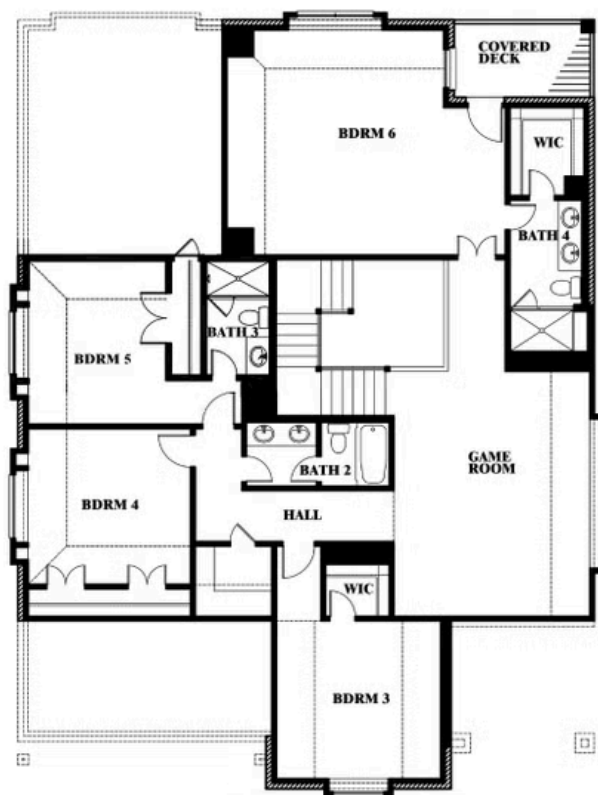 COVERED
DECK
BDRM 6
WIC
BATH 4
BATH 3
BDRM 5
GAME
ROOM
BATH 2
BDRM 4
HALL
WIC
BDRM 3